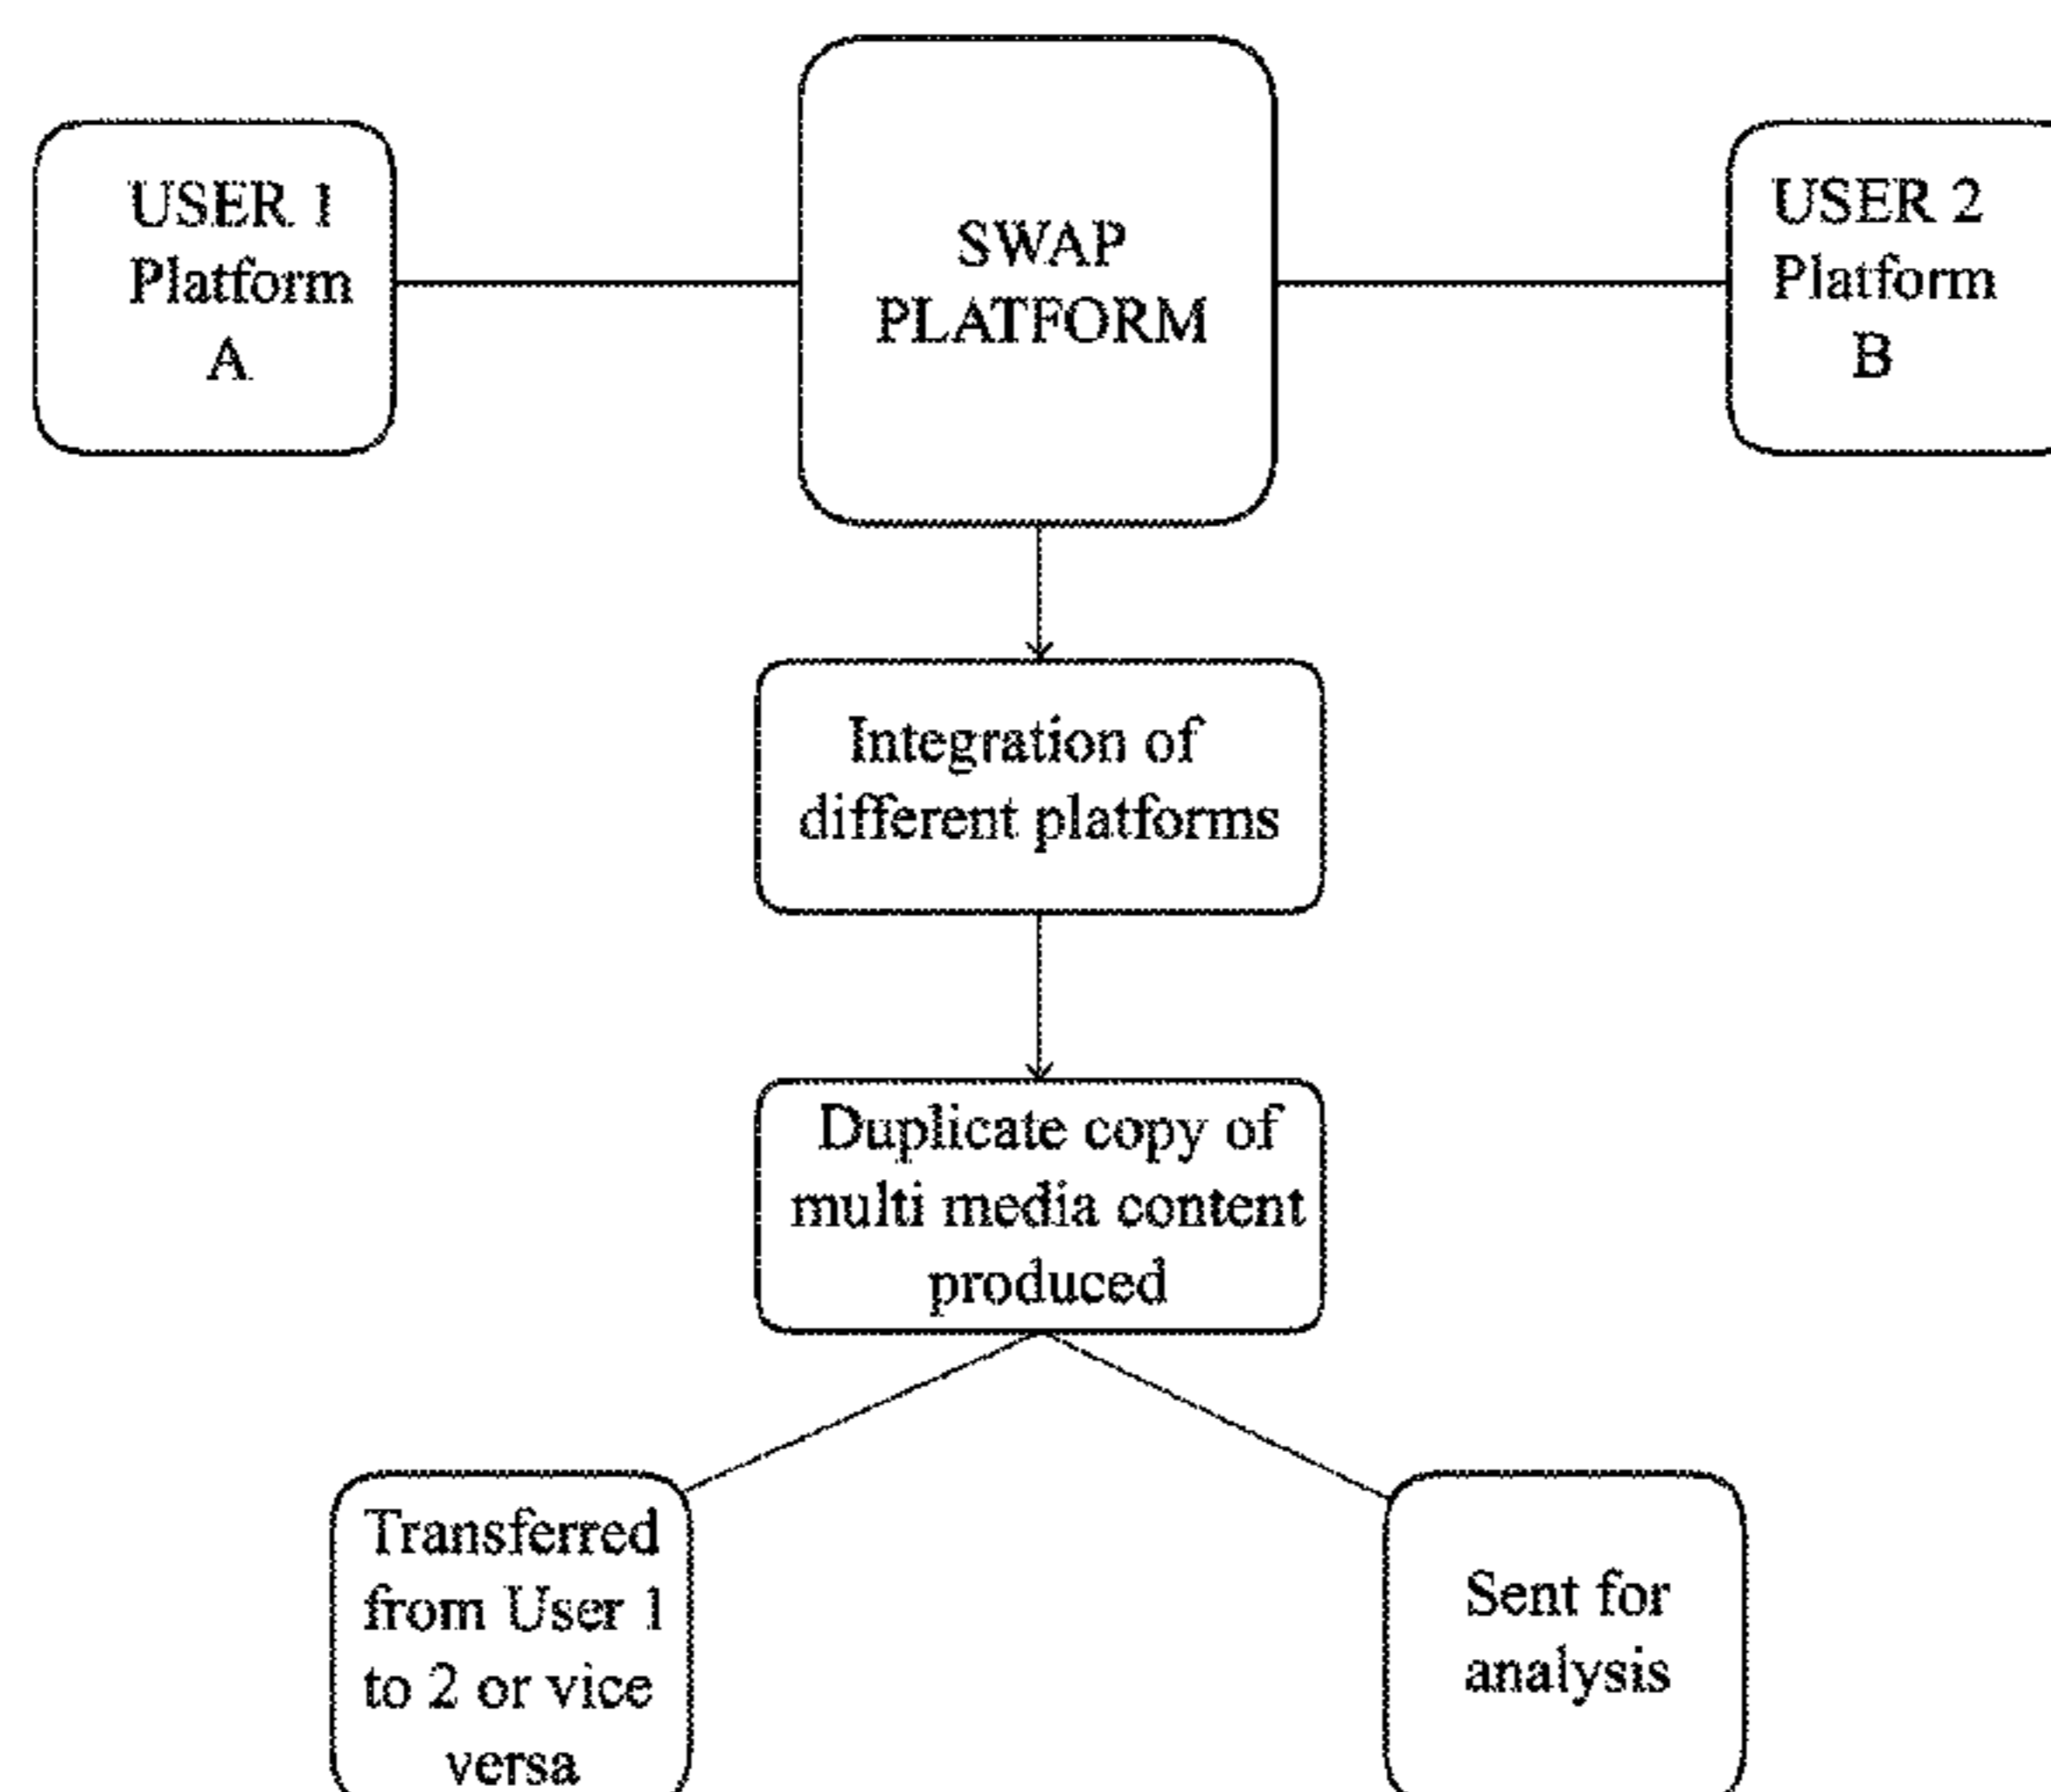 USER 1
Platform
A
SWAP
PLATFORM
USER 2
Platform
B
Integration of
different platforms
Duplicate copy of
multi media content
produced
Transferred
from User 1
to 2 or vice
versa
Sent for
analysis